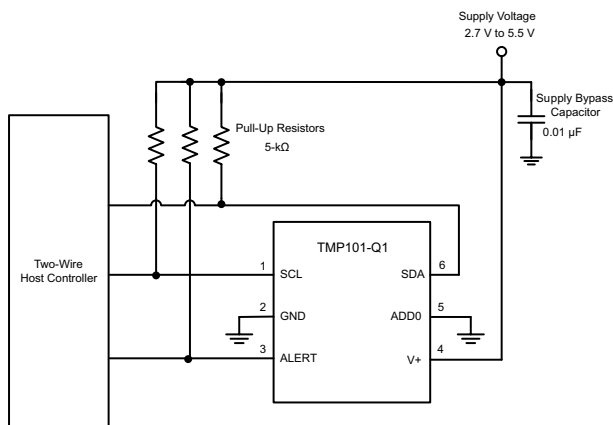 Supply Voltage
2.7 V to 5.5 V
Supply Bypass
Capacitor
0.01 µF
Pull-Up Resistors
5-kΩ
Two-Wire
Host Controller
TMP101-Q1
1
SCL
SDA
6
2
GND
ADD0
5
3
ALERT
V+
4